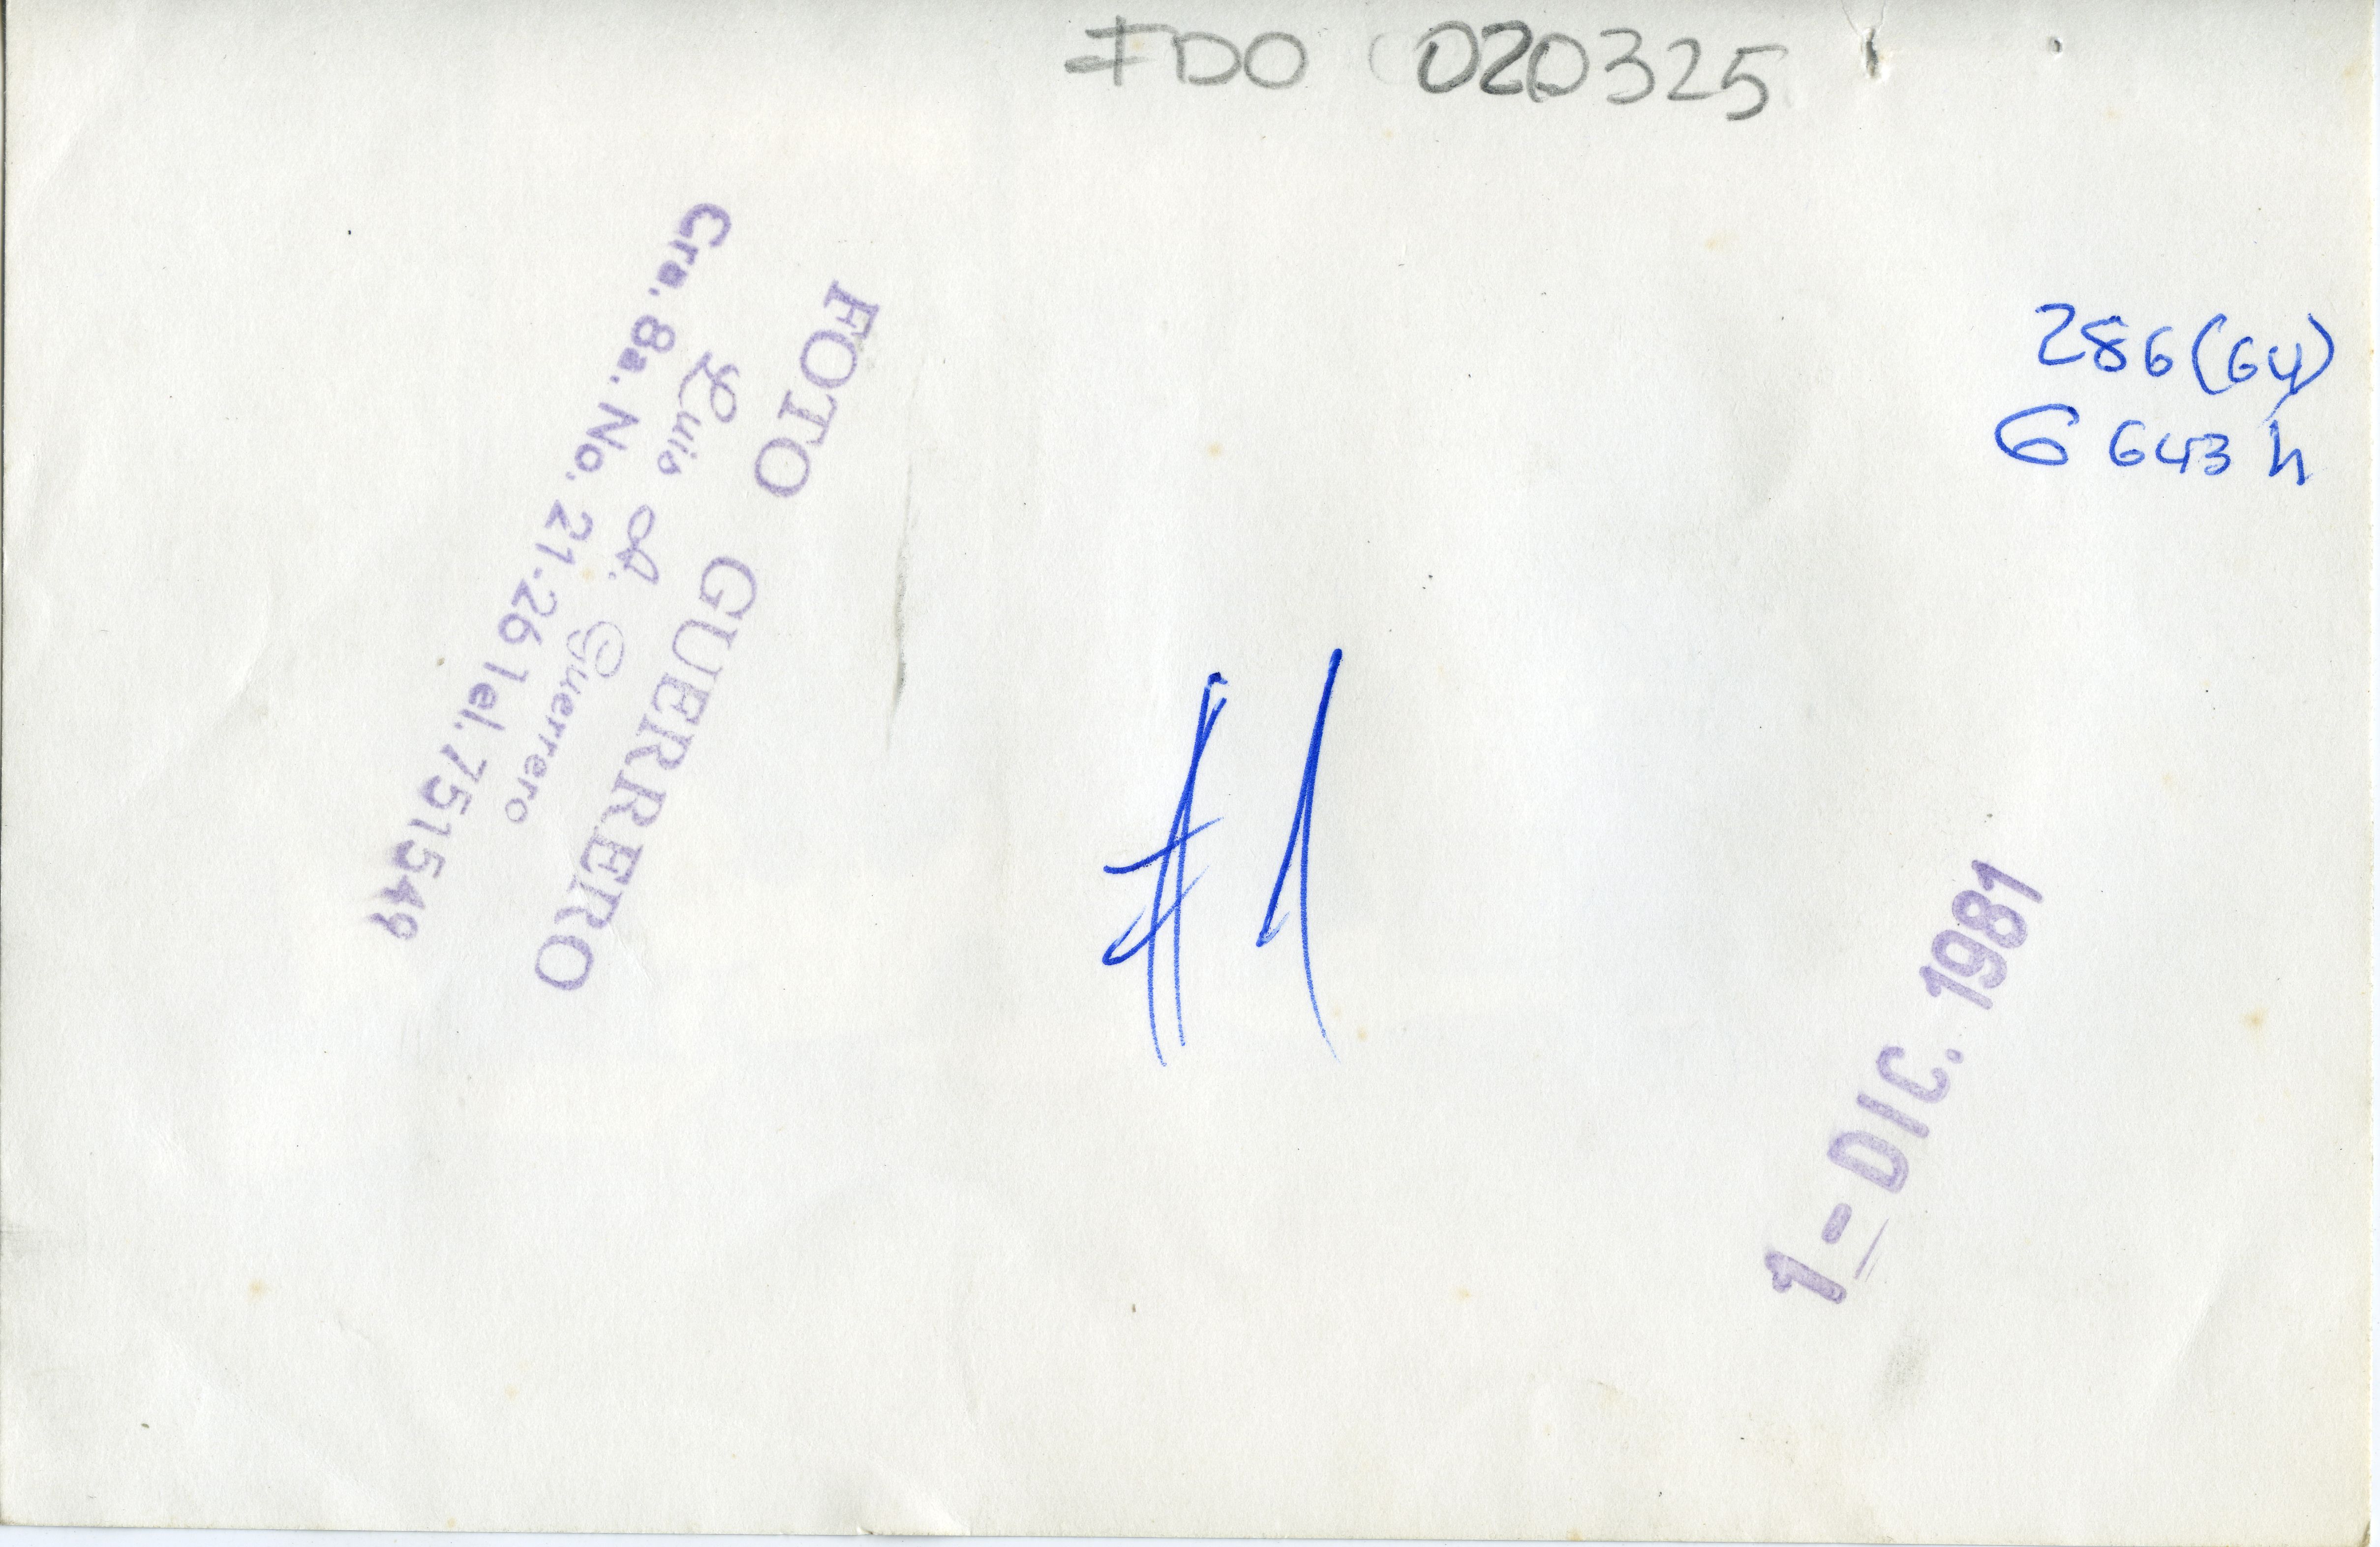 FDO 020325
286(64)
G643h
FOTO GUERRERO
Luis A. Guerrero
Cra. 8a. No. 21-26 Tel. 751549
#1
1-DIC. 1981